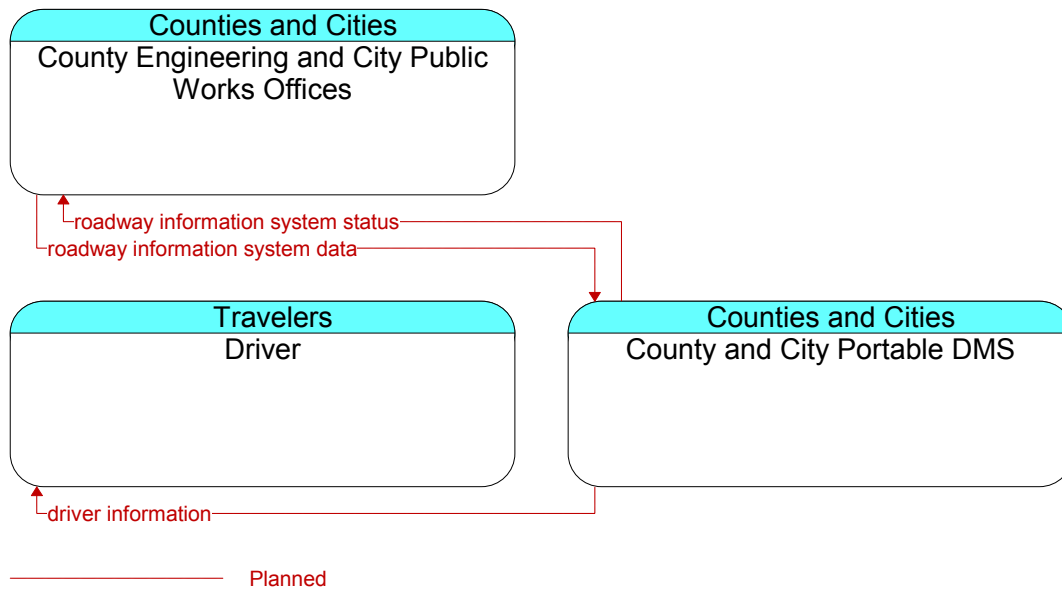 Counties and Cities
County Engineering and City Public
Works Offices
roadway information system status
roadway information system data
Travelers
Driver
Counties and Cities
County and City Portable DMS
driver information
Planned